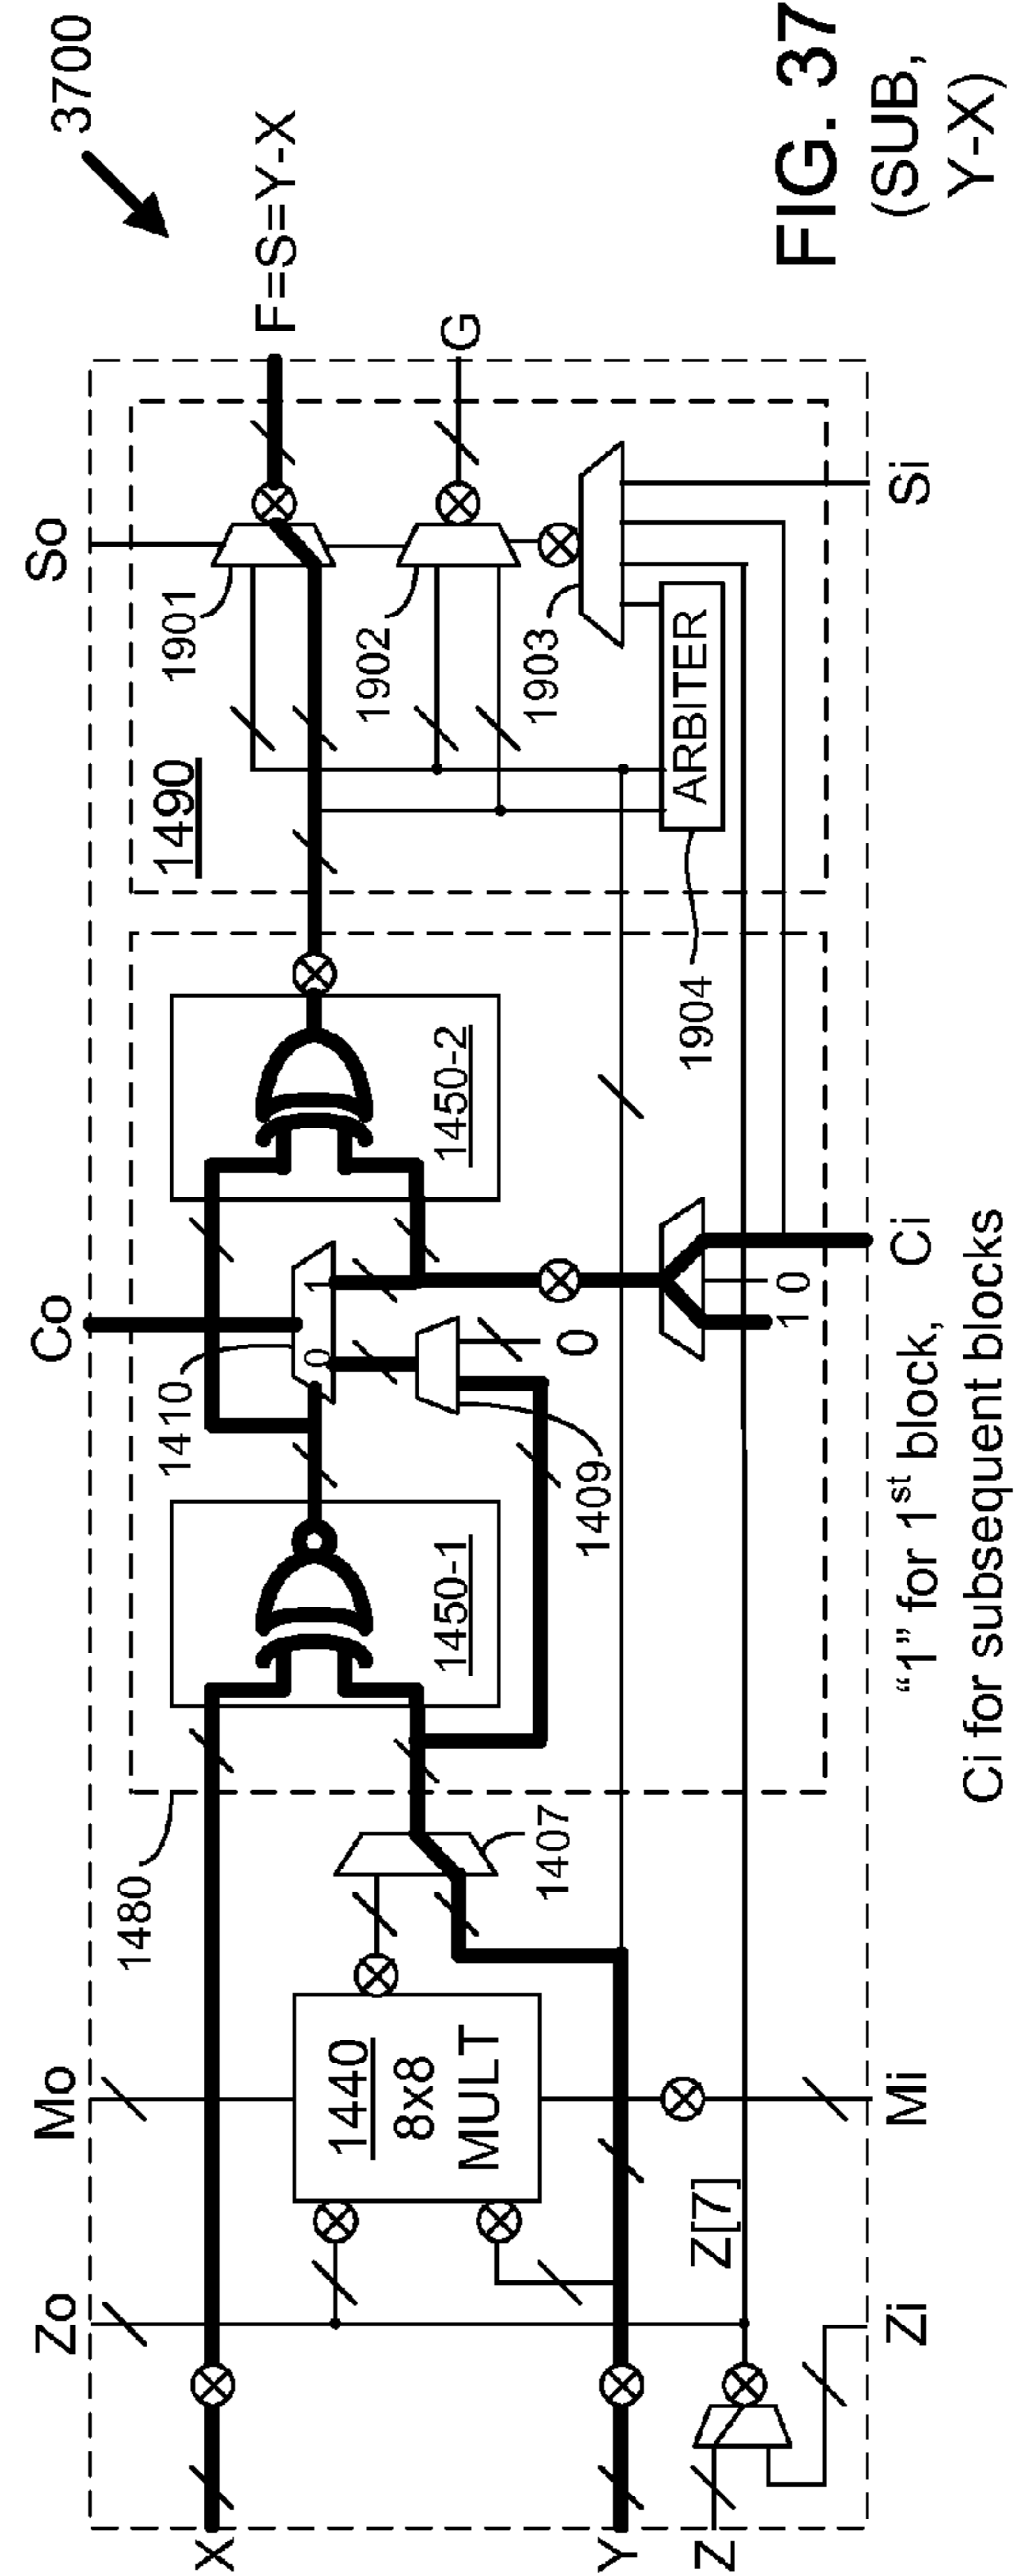 3700
So
F=S=Y-X
G
1901
1902
1903
1490
ARBITER
1904
Si
Co
1410
0
1
1450-2
0
1409
1 0
Ci
1450-1
"1" for 1st block,
Ci for subsequent blocks
1480
1407
Mo
1440
8x8
MULT
Mi
Zo
Z[7]
Zi
X
Y
Z
FIG. 37
(SUB,
Y-X)